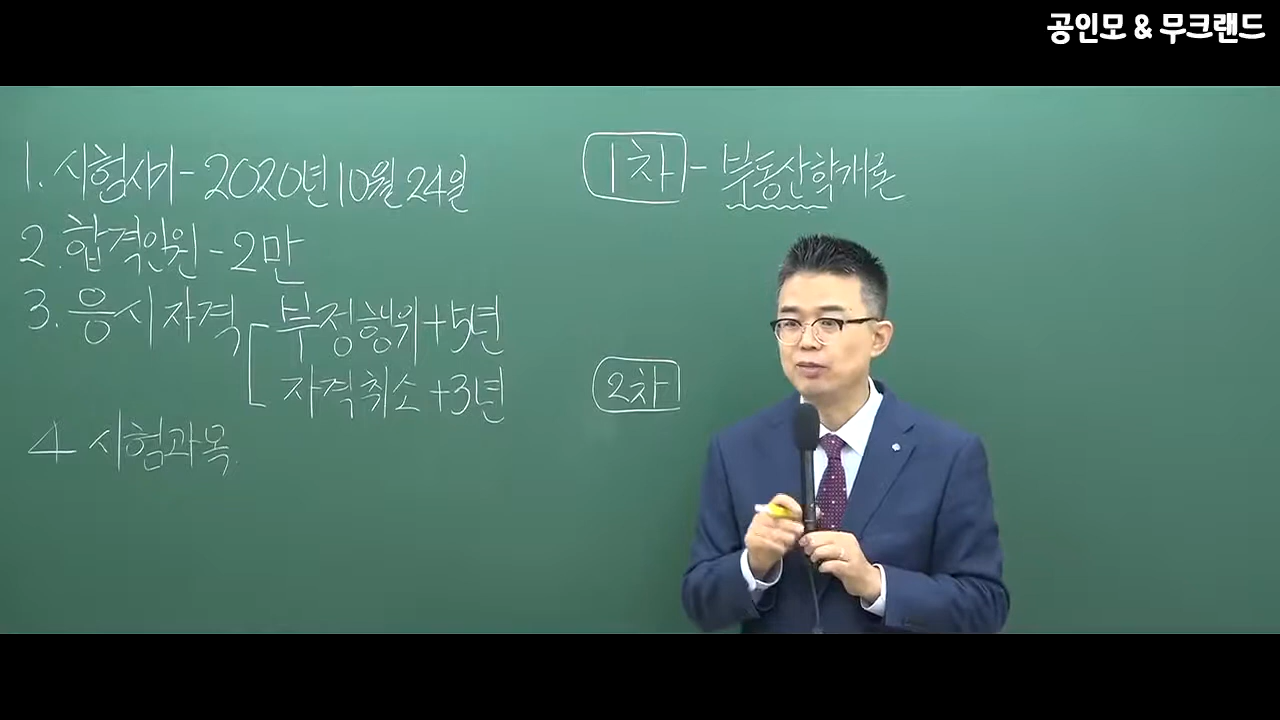 공인모 & 무크랜드
1. 시험시기 - 2020년 10월 24일
2. 합격인원 - 2만
3. 응시자격 [ 부정행위 +5년
자격취소 +3년
4 시험과목.
1차 - 부동산학개론
2차